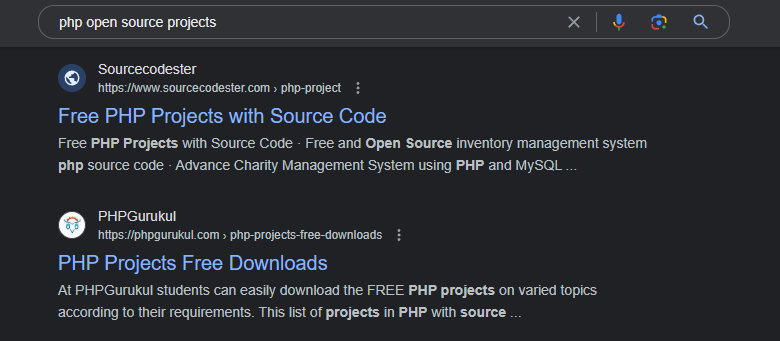 php open source projects
Sourcecodester
https://www.sourcecodester.com › php-project
Free PHP Projects with Source Code
Free PHP Projects with Source Code · Free and Open Source inventory management system
php source code · Advance Charity Management System using PHP and MySQL ...
PHPGurukul
https://phpgurukul.com › php-projects-free-downloads
PHP Projects Free Downloads
At PHPGurukul students can easily download the FREE PHP projects on varied topics
according to their requirements. This list of projects in PHP with source ...